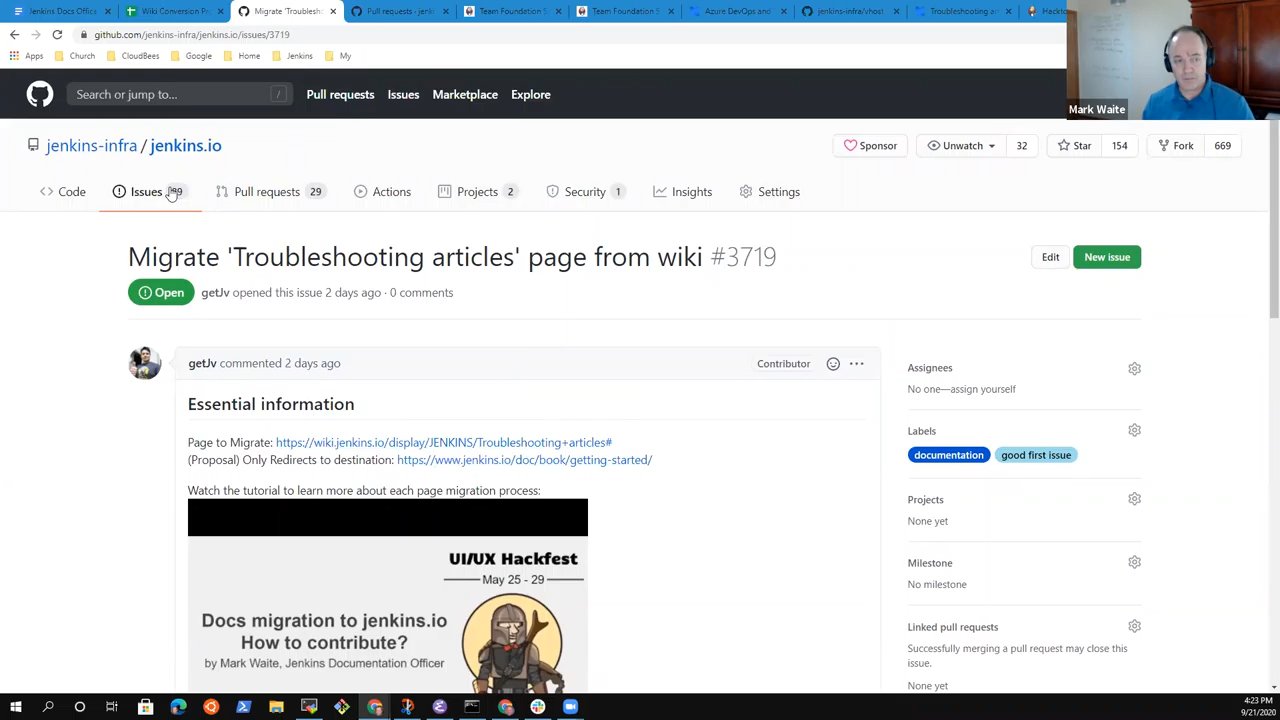 Jenkins Docs Offic
Wiki Conversion Pr
Migrate 'Troublesh
Pull requests · jenk
Team Foundation S
Team Foundation S
Azure DevOps and
jenkins-infra/vhost
Troubleshooting ar
Hackto
github.com/jenkins-infra/jenkins.io/issues/3719
Apps
Church
CloudBees
Google
Home
Jenkins
My
Search or jump to...
/
Pull requests
Issues
Marketplace
Explore
Mark Waite
jenkins-infra / jenkins.io
Sponsor
Unwatch
32
Star
154
Fork
669
Code
Issues
Pull requests 29
Actions
Projects 2
Security 1
Insights
Settings
Migrate 'Troubleshooting articles' page from wiki #3719
Edit
New issue
Open
getJv opened this issue 2 days ago · 0 comments
getJv commented 2 days ago
Contributor
Essential information
Page to Migrate: https://wiki.jenkins.io/display/JENKINS/Troubleshooting+articles#
(Proposal) Only Redirects to destination: https://www.jenkins.io/doc/book/getting-started/
Watch the tutorial to learn more about each page migration process:
UI/UX Hackfest
May 25 - 29
Docs migration to jenkins.io
How to contribute?
by Mark Waite, Jenkins Documentation Officer
Assignees
No one—assign yourself
Labels
documentation
good first issue
Projects
None yet
Milestone
No milestone
Linked pull requests
Successfully merging a pull request may close this
issue.
None yet
4:23 PM
9/21/2020